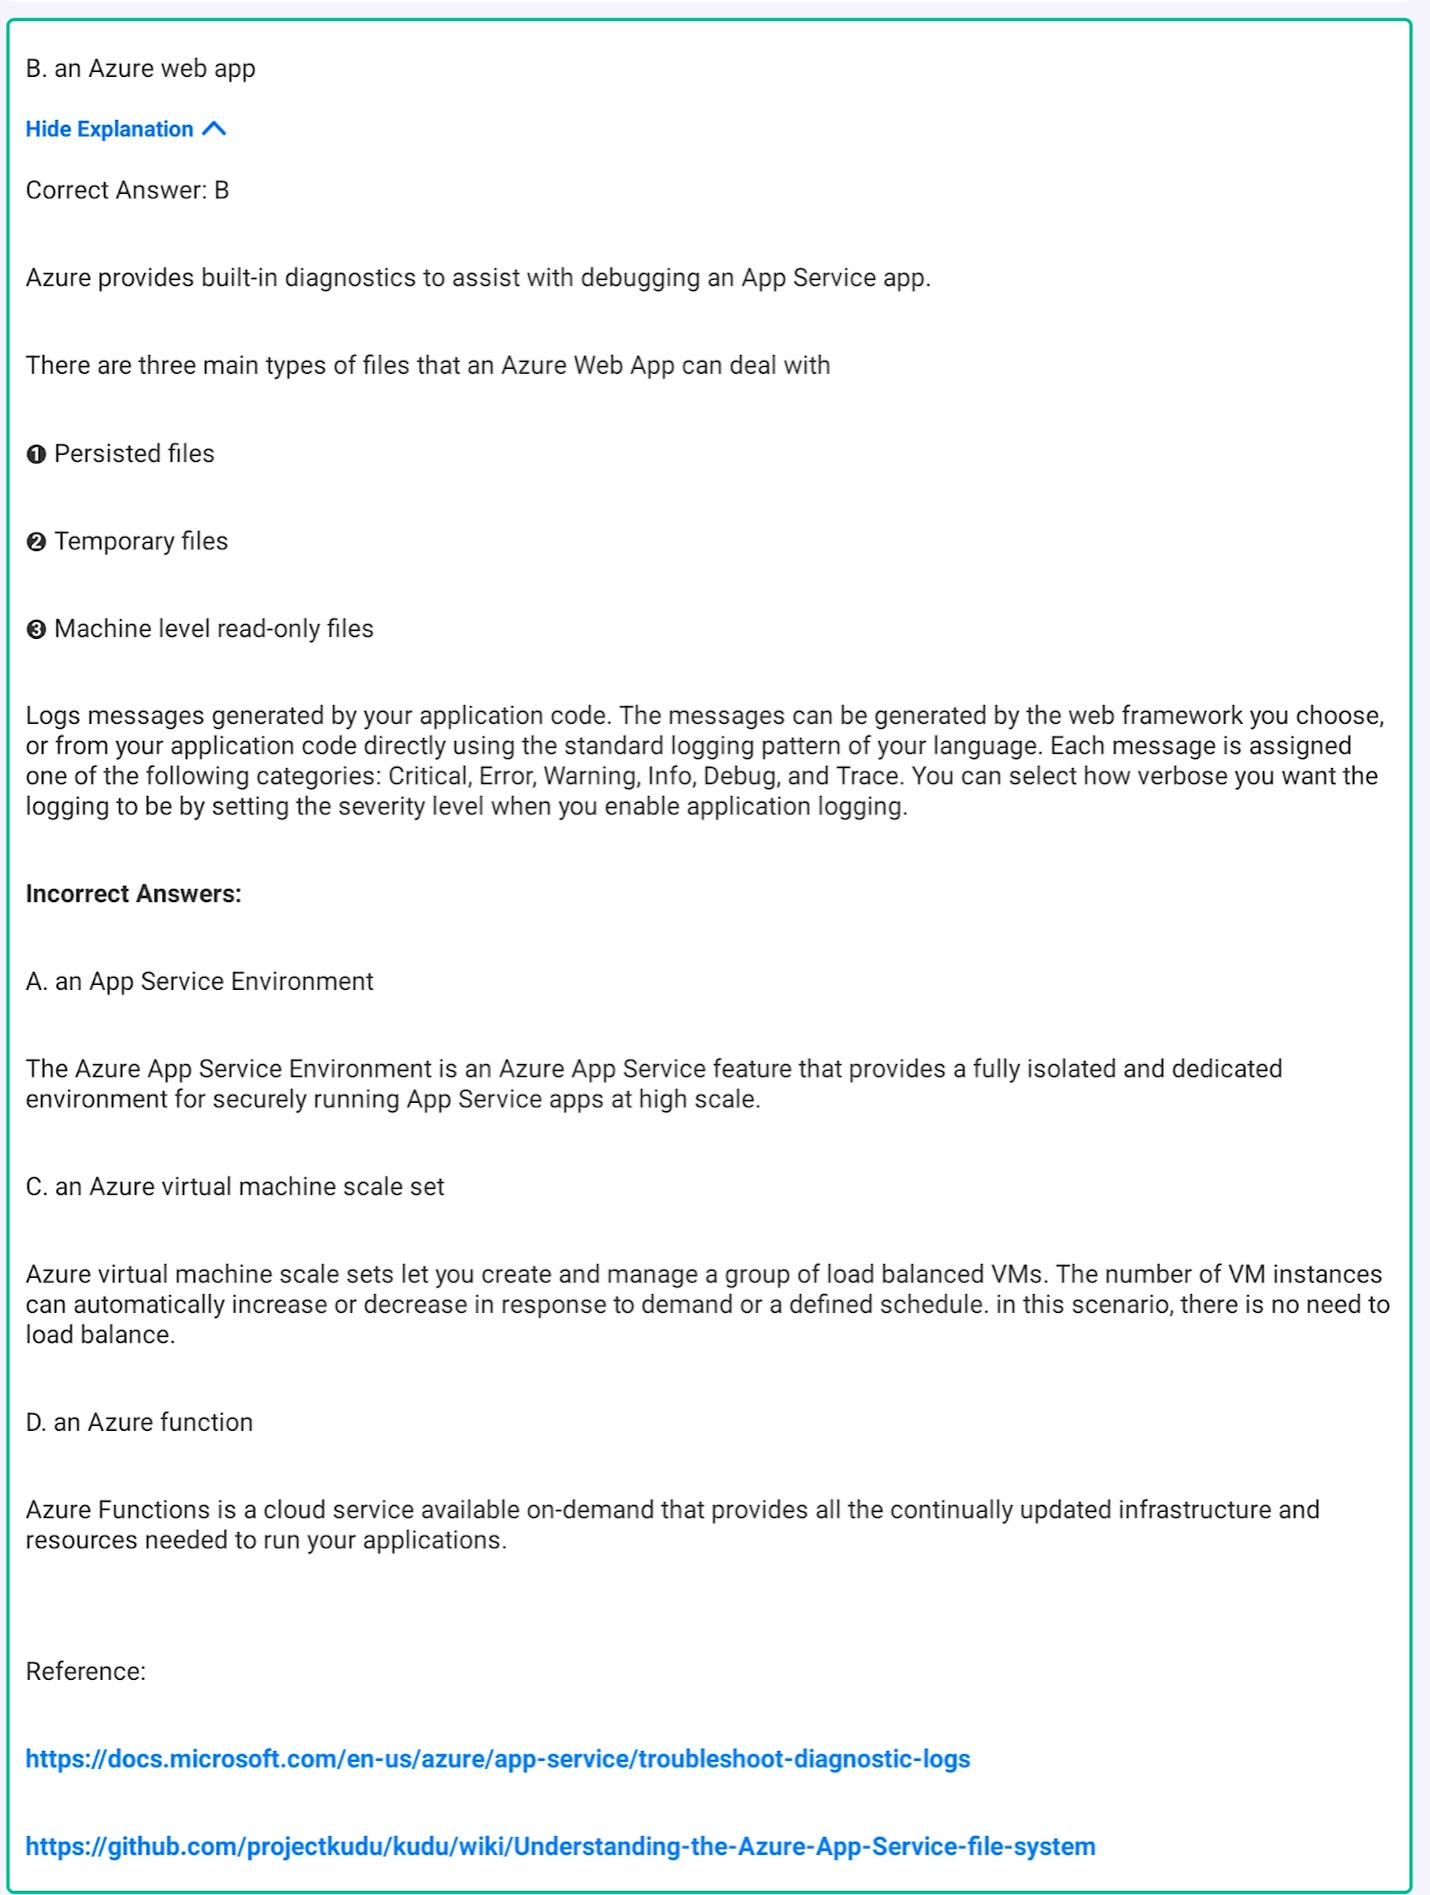 B. an Azure web app
Hide Explanation
Correct Answer: B
Azure provides built-in diagnostics to assist with debugging an App Service app.
There are three main types of files that an Azure Web App can deal with
❶ Persisted files
❷ Temporary files
❸ Machine level read-only files
Logs messages generated by your application code. The messages can be generated by the web framework you choose,
or from your application code directly using the standard logging pattern of your language. Each message is assigned
one of the following categories: Critical, Error, Warning, Info, Debug, and Trace. You can select how verbose you want the
logging to be by setting the severity level when you enable application logging.
Incorrect Answers:
A. an App Service Environment
The Azure App Service Environment is an Azure App Service feature that provides a fully isolated and dedicated
environment for securely running App Service apps at high scale.
C. an Azure virtual machine scale set
Azure virtual machine scale sets let you create and manage a group of load balanced VMs. The number of VM instances
can automatically increase or decrease in response to demand or a defined schedule. in this scenario, there is no need to
load balance.
D. an Azure function
Azure Functions is a cloud service available on-demand that provides all the continually updated infrastructure and
resources needed to run your applications.
Reference:
https://docs.microsoft.com/en-us/azure/app-service/troubleshoot-diagnostic-logs
https://github.com/projectkudu/kudu/wiki/Understanding-the-Azure-App-Service-file-system